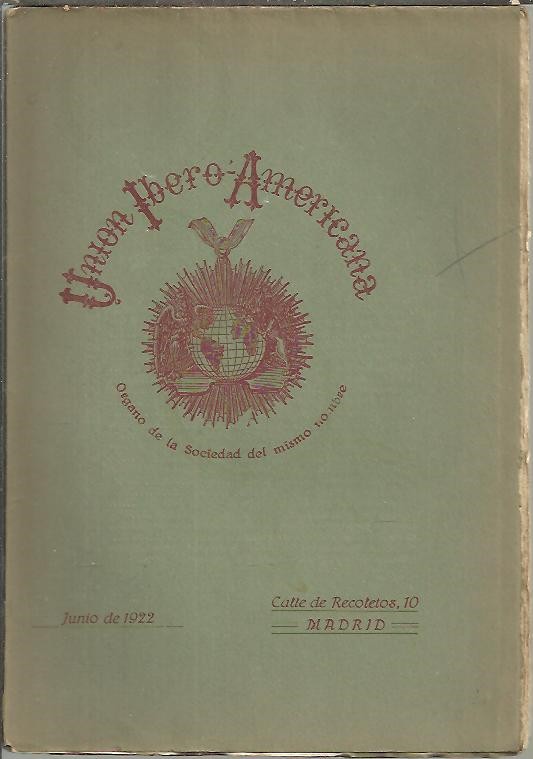 Union Ibero-Americana
Organo de la Sociedad del mismo nombre
Junio de 1922
Calle de Recoletos, 10
MADRID